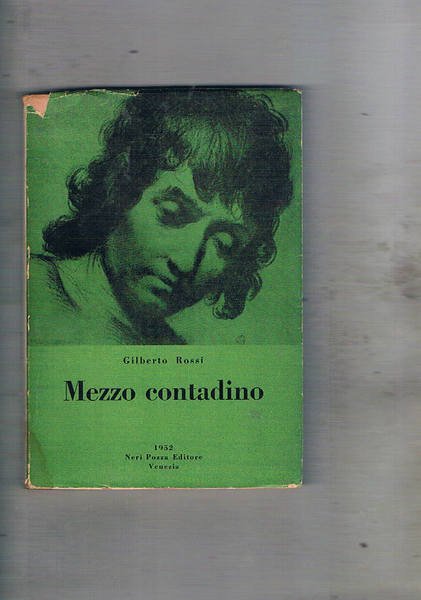 Gilberto Rossi
Mezzo contadino
1952
Neri Pozza Editore
Venezia